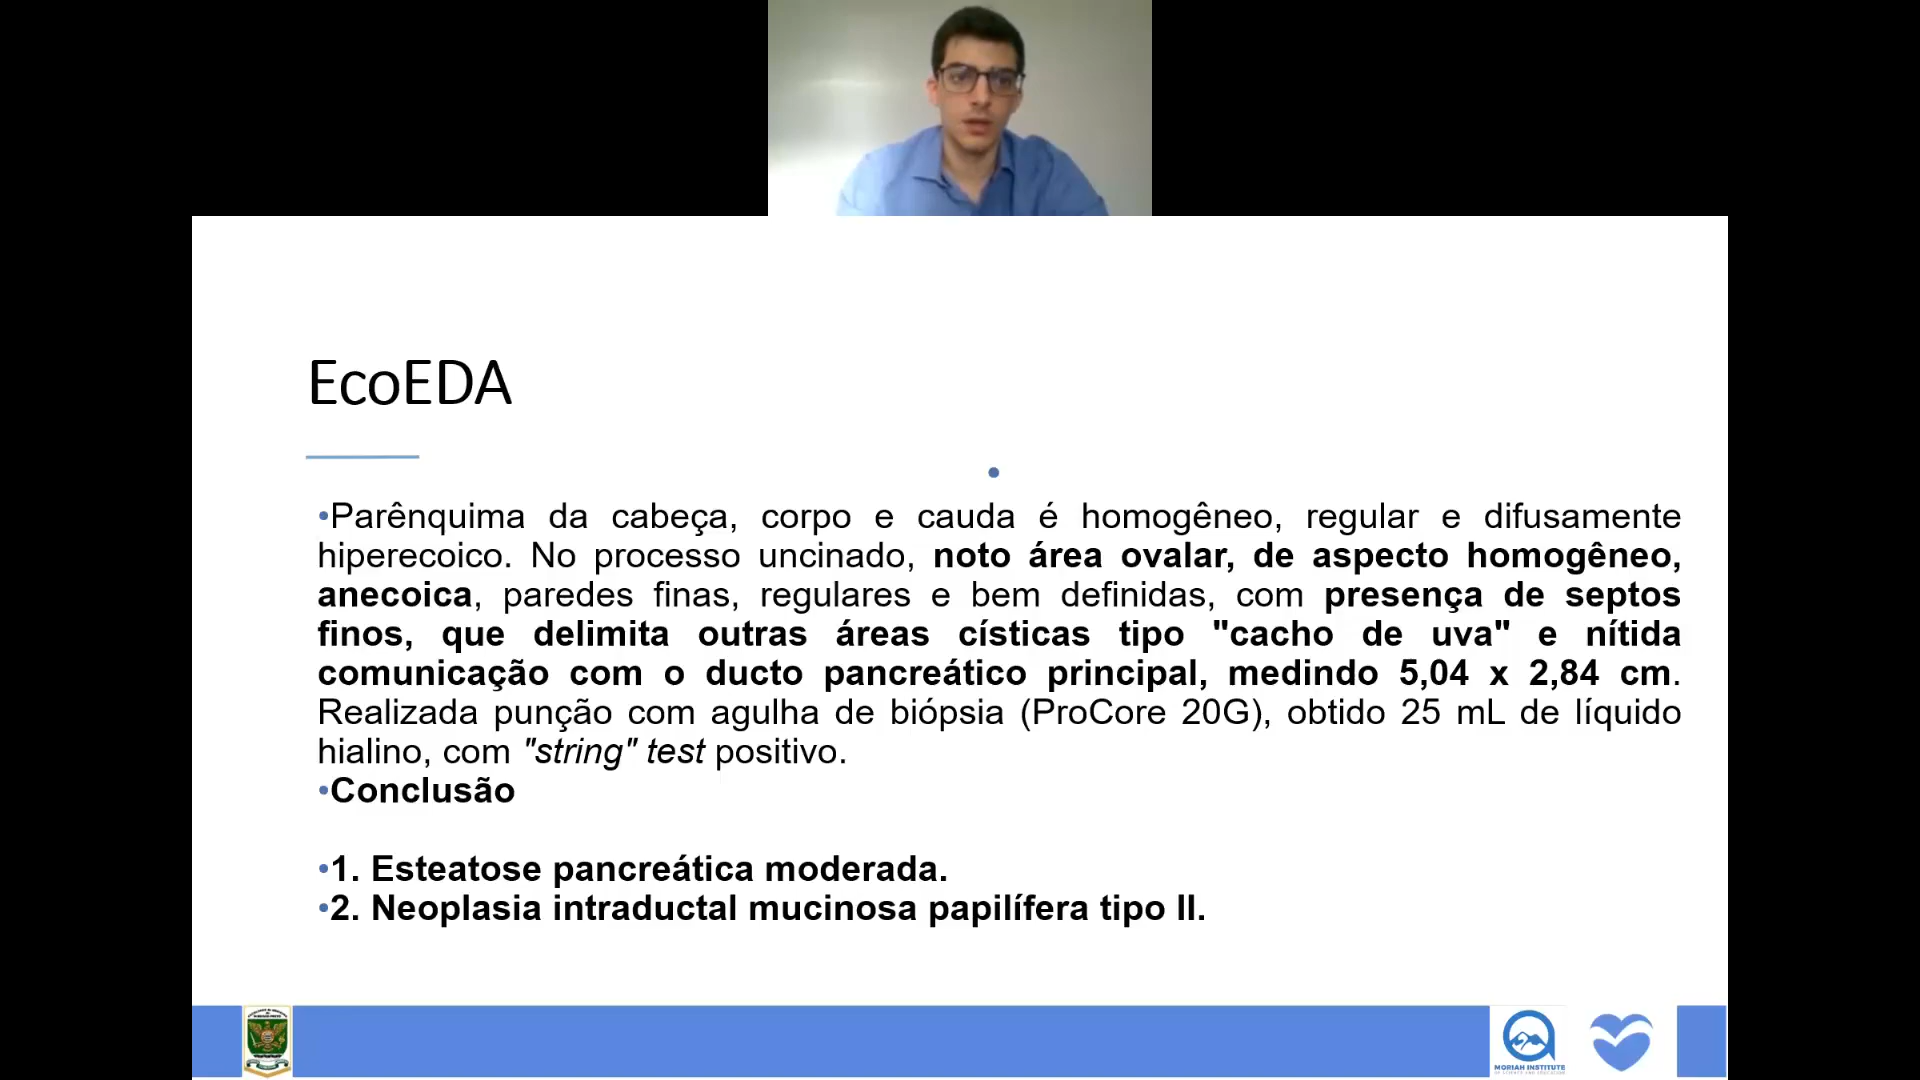 EcoEDA
•
•Parênquima da cabeça, corpo e cauda é homogêneo, regular e difusamente
hiperecoico. No processo uncinado, noto área ovalar, de aspecto homogêneo,
anecoica, paredes finas, regulares e bem definidas, com presença de septos
finos, que delimita outras áreas císticas tipo "cacho de uva" e nítida
comunicação com o ducto pancreático principal, medindo 5,04 x 2,84 cm.
Realizada punção com agulha de biópsia (ProCore 20G), obtido 25 mL de líquido
hialino, com "string" test positivo.
•Conclusão
•1. Esteatose pancreática moderada.
•2. Neoplasia intraductal mucinosa papilífera tipo II.
MORIAH INSTITUTE